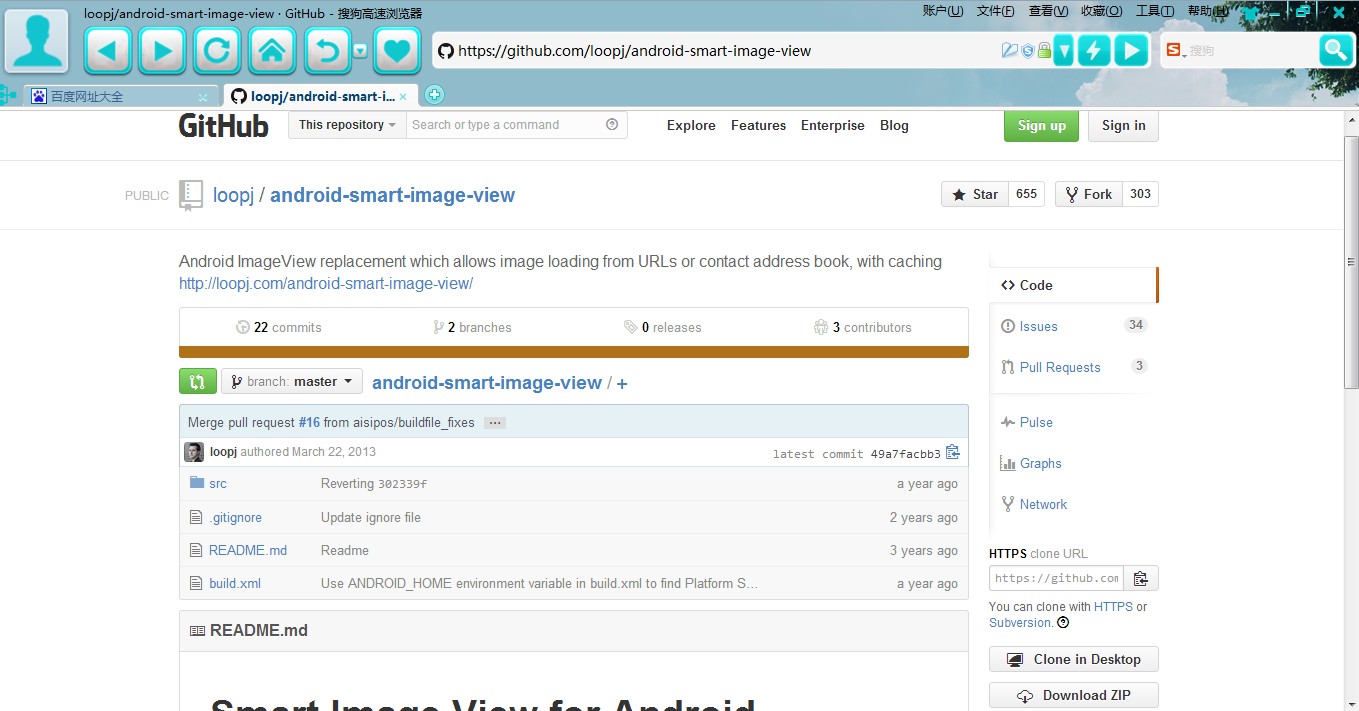 loopj/android-smart-image-view · GitHub - 搜狗高速浏览器
账户(U) 文件(F) 查看(V) 收藏(O) 工具(T) 帮助(H)
https://github.com/loopj/android-smart-image-view
搜狗
百度网址大全
loopj/android-smart-i...
GitHub
This repository
Search or type a command
Explore Features Enterprise Blog
Sign up
Sign in
PUBLIC
loopj / android-smart-image-view
Star 655
Fork 303
Android ImageView replacement which allows image loading from URLs or contact address book, with caching
http://loopj.com/android-smart-image-view/
22 commits
2 branches
0 releases
3 contributors
branch: master
android-smart-image-view / +
Merge pull request #16 from aisipos/buildfile_fixes ...
loopj authored March 22, 2013
latest commit 49a7facbb3
src Reverting 302339f a year ago
.gitignore Update ignore file 2 years ago
README.md Readme 3 years ago
build.xml Use ANDROID_HOME environment variable in build.xml to find Platform S... a year ago
README.md
Smart Image View for Android
Code
Issues 34
Pull Requests 3
Pulse
Graphs
Network
HTTPS clone URL
https://github.com
You can clone with HTTPS or
Subversion.
Clone in Desktop
Download ZIP